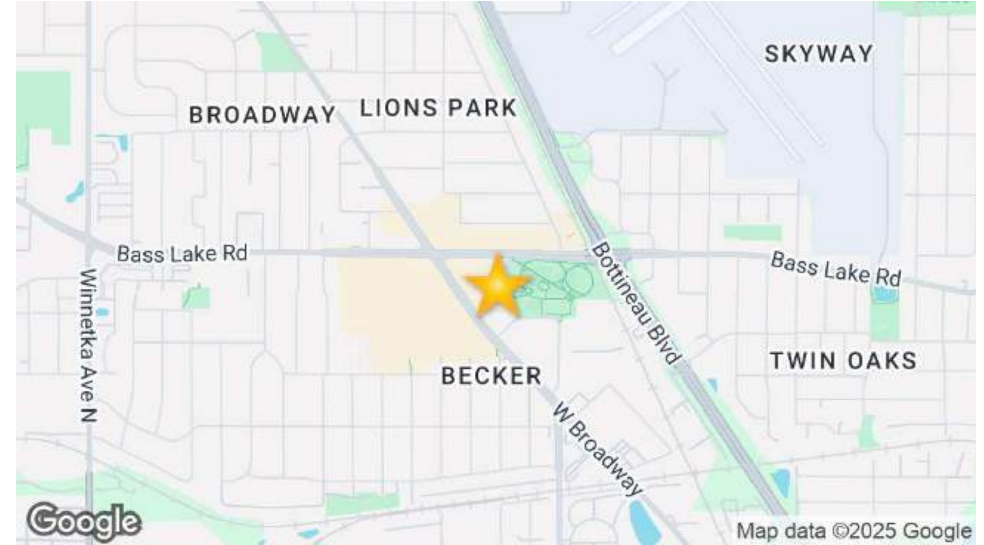 SKYWAY
BROADWAY
LIONS PARK
Bass Lake Rd
Bottineau Blvd
Bass Lake Rd
Winnetka Ave N
TWIN OAKS
BECKER
W Broadway
Google
Map data ©2025 Google